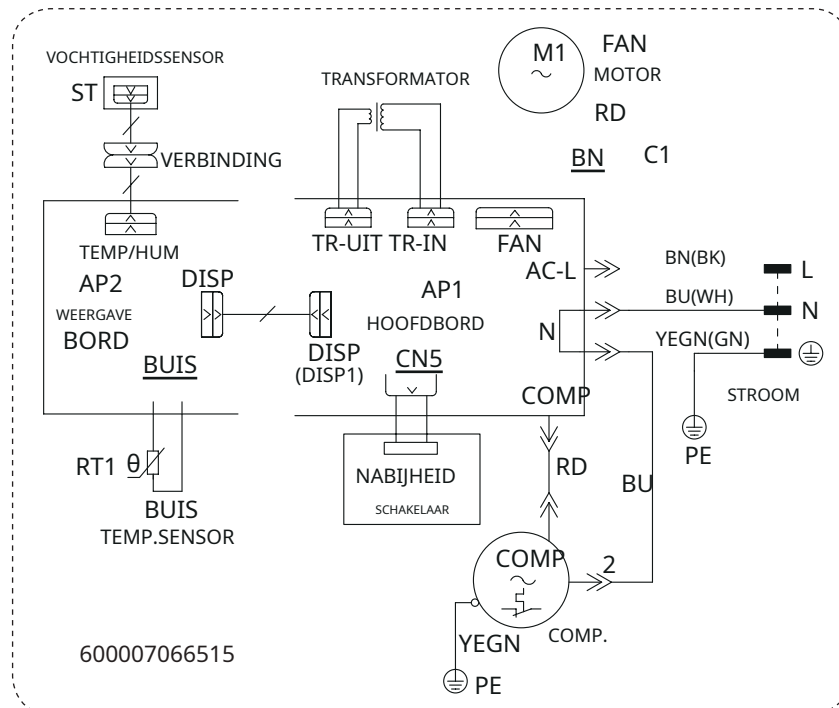 VOCHTIGHEIDSSENSOR
ST
VERBINDING
TRANSFORMATOR
M1
FAN
MOTOR
RD
BN
C1
TEMP/HUM
TR-UIT
TR-IN
FAN
AP2
WEERGAVE
BORD
DISP
DISP
(DISP1)
AP1
HOOFDBORD
AC-L
BN(BK)
L
BU(WH)
N
N
YEGN(GN)
STROOM
PE
BUIS
CN5
COMP
RT1
θ
BUIS
TEMP.SENSOR
NABIJHEID
SCHAKELAAR
RD
BU
COMP
2
COMP.
YEGN
PE
600007066515